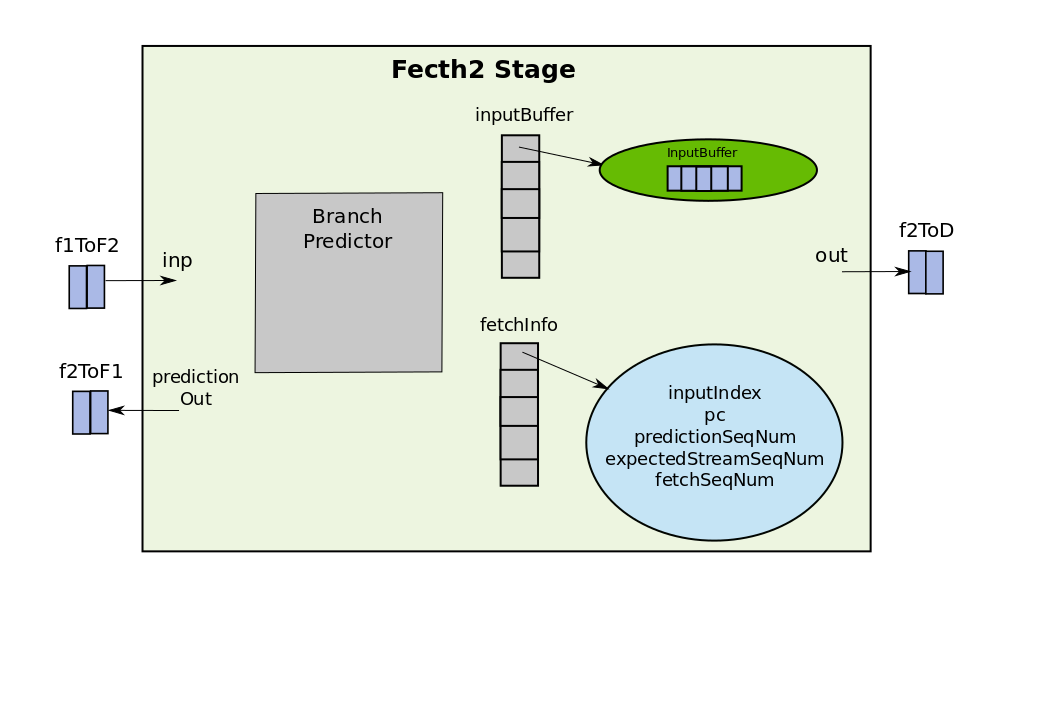 Fecth2 Stage
inputBuffer
InputBuffer
Branch
Predictor
f1ToF2
inp
f2ToD
out
fetchInfo
f2ToF1
prediction
Out
inputIndex
pc
predictionSeqNum
expectedStreamSeqNum
fetchSeqNum